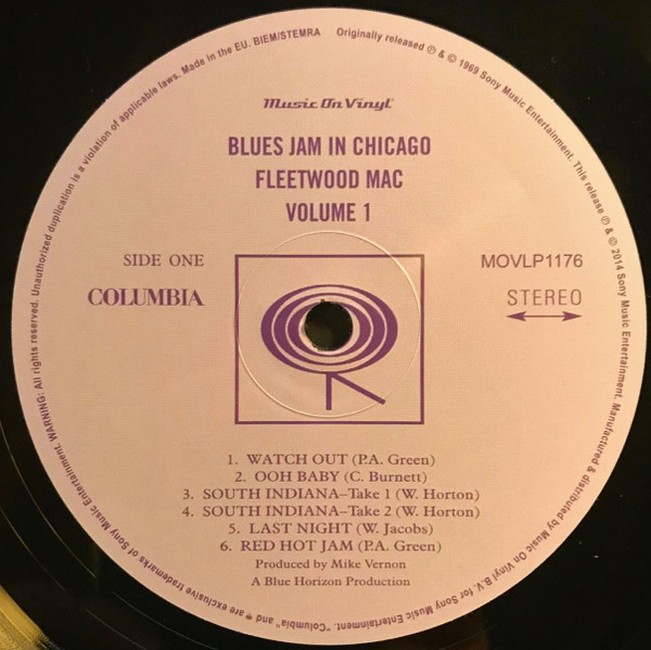 Music On Vinyl
BLUES JAM IN CHICAGO
FLEETWOOD MAC
VOLUME 1
SIDE ONE
COLUMBIA
MOVLP1176
STEREO
1. WATCH OUT (P.A. Green)
2. OOH BABY (C. Burnett)
3. SOUTH INDIANA–Take 1 (W. Horton)
4. SOUTH INDIANA–Take 2 (W. Horton)
5. LAST NIGHT (W. Jacobs)
6. RED HOT JAM (P.A. Green)
Produced by Mike Vernon
A Blue Horizon Production
Originally released ℗ & © 1969 Sony Music Entertainment. This release ℗ & © 2014 Sony Music Entertainment. Manufactured & distributed by Music On Vinyl B.V. for Sony Music Entertainment. "Columbia" and ® are exclusive trademarks of Sony Music Entertainment. WARNING: All rights reserved. Unauthorized duplication is a violation of applicable laws. Made in the EU. BIEM/STEMRA